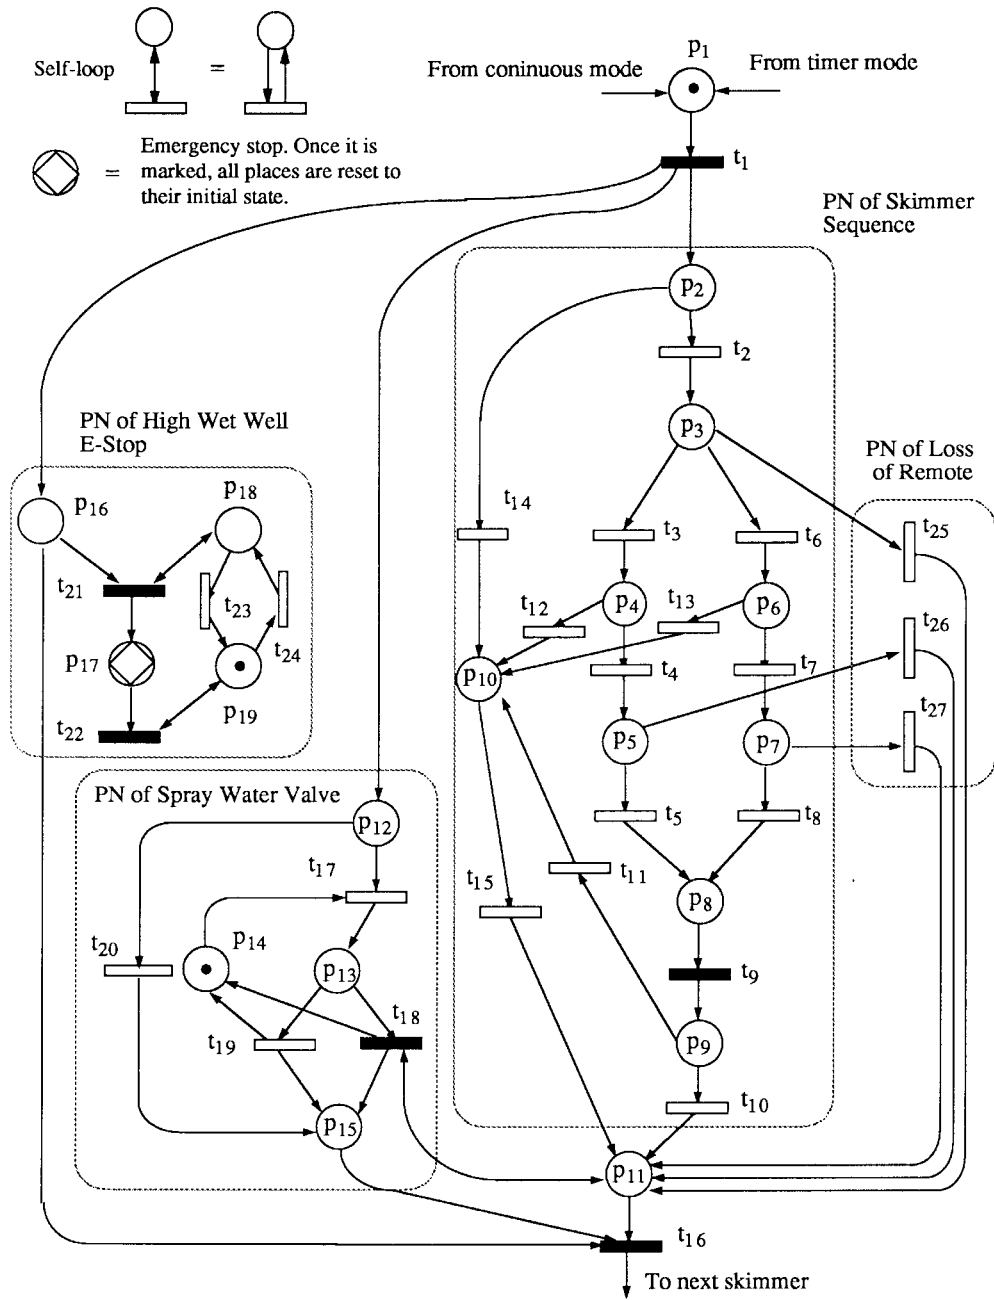 p1
From coninuous mode
From timer mode
Self-loop
=
Emergency stop. Once it is
=
marked, all places are reset to
their initial state.
t1
PN of Skimmer
Sequence
p2
t2
PN of High Wet Well
E-Stop
p3
PN of Loss
of Remote
p16
p18
t14
t3
t6
t25
t21
t23
t12
p4
t13
p6
t26
p17
t24
p10
t4
t7
t22
p19
p5
p7
t27
PN of Spray Water Valve
p12
t5
t8
t17
t15
t11
p8
t20
p14
p13
t9
t18
t19
p9
p15
t10
p11
t16
To next skimmer